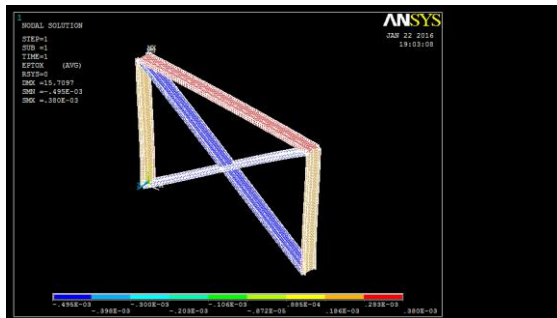 1
NODAL SOLUTION
STEP=1
SUB =1
TIME=1
EPTOX (AVG)
RSYS=0
DMX =15.7097
SMN =-.495E-03
SMX =.380E-03
ANSYS
JAN 22 2016
19:03:08
MX
-.495E-03 -.300E-03 -.106E-03 .885E-04 .283E-03
-.398E-03 -.203E-03 -.872E-05 .186E-03 .380E-03